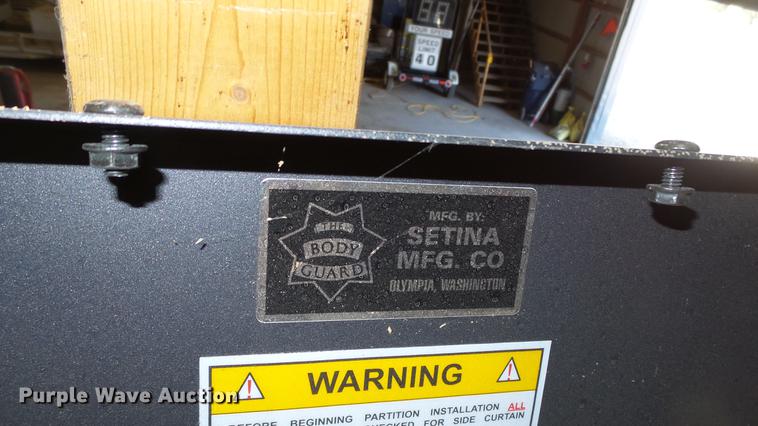 YOUR SPEED
SPEED
LIMIT
40
THE
BODY
GUARD
MFG. BY:
SETINA
MFG. CO
OLYMPIA, WASHINGTON
WARNING
BEFORE BEGINNING PARTITION INSTALLATION ALL
CHECKED FOR SIDE CURTAIN
Purple Wave Auction